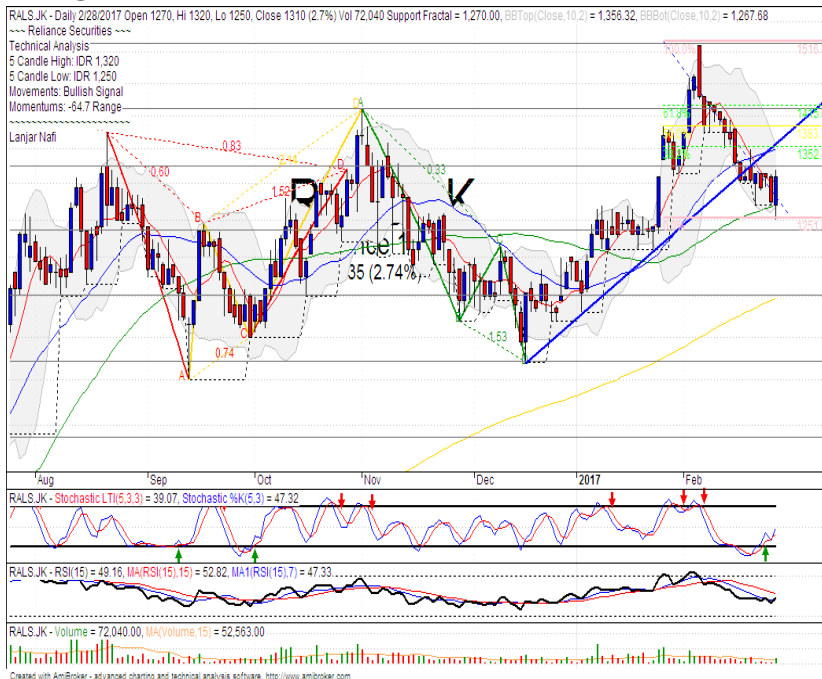 RALS.JK - Daily 2/28/2017 Open 1270, Hi 1320, Lo 1250, Close 1310 (2.7%) Vol 72,040 Support Fractal = 1,270.00, BBTop(Close,10,2) = 1,356.32, BBBot(Close,10,2) = 1,267.68
~~~ Reliance Securities ~~~
Technical Analysis
5 Candle High: IDR 1,320
5 Candle Low: IDR 1,250
Movements: Bullish Signal
Momentums: -64.7 Range
~~~~~~~~~~~~~~~~~~~~~
Lanjar Nafi
100.0%
61.8%
1352
DA
0.83
0.60
D
1.52
0.33
B
R K
35 (2.74%)
C
0.74
A
1.53
Aug Sep Oct Nov Dec 2017 Feb
RALS.JK - Stochastic LTI(5,3,3) = 39.07, Stochastic %K(5,3) = 47.32
RALS.JK - RSI(15) = 49.16, MA(RSI(15),15) = 52.82, MA1(RSI(15),7) = 47.33
RALS.JK - Volume = 72,040.00, MA(Volume,15) = 52,563.00
Created with AmiBroker - advanced charting and technical analysis software. http://www.amibroker.com